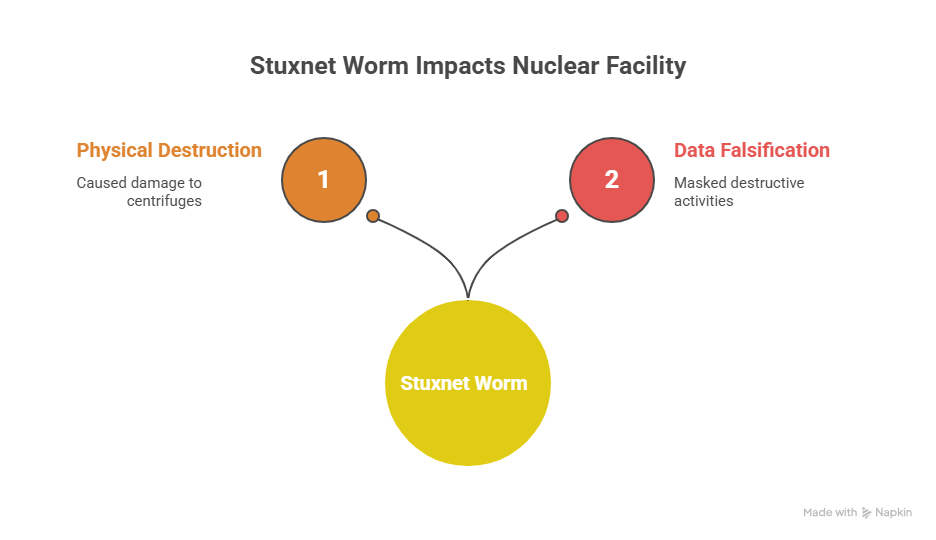 Stuxnet Worm Impacts Nuclear Facility
Physical Destruction
Caused damage to
centrifuges
1
2
Data Falsification
Masked destructive
activities
Stuxnet Worm
Made with Napkin